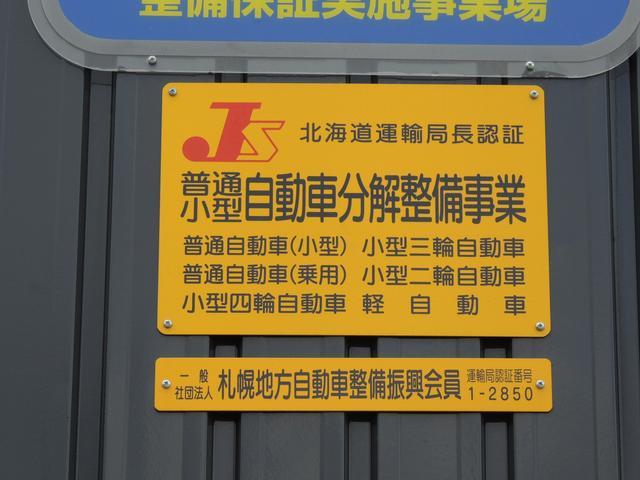 整備保証実施事業場
JS 北海道運輸局長認証
普通
小型 自動車分解整備事業
普通自動車(小型) 小型三輪自動車
普通自動車(乗用) 小型二輪自動車
小型四輪自動車 軽自動車
一般
社団法人 札幌地方自動車整備振興会員 運輸局認証番号
1-2850